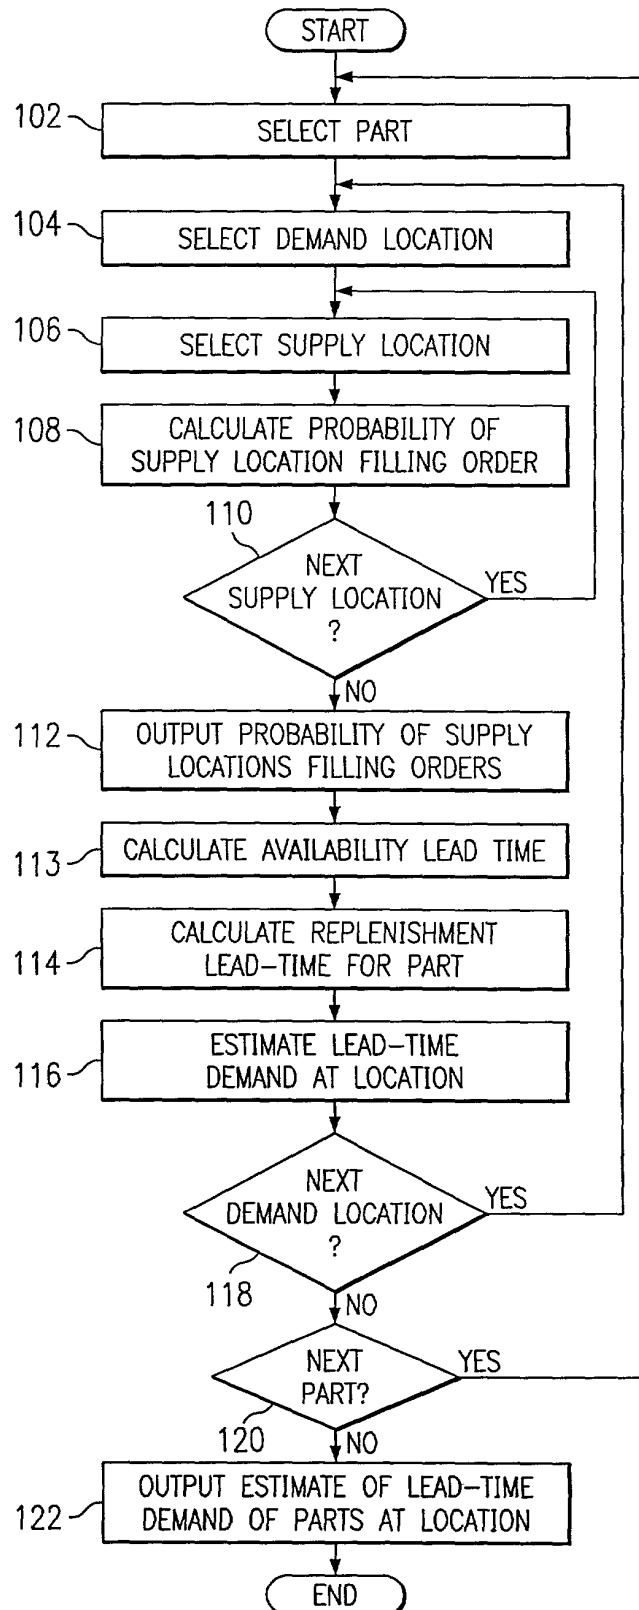 START
102
SELECT PART
104
SELECT DEMAND LOCATION
106
SELECT SUPPLY LOCATION
108
CALCULATE PROBABILITY OF
SUPPLY LOCATION FILLING ORDER
110
NEXT
SUPPLY LOCATION
?
YES
NO
112
OUTPUT PROBABILITY OF SUPPLY
LOCATIONS FILLING ORDERS
113
CALCULATE AVAILABILITY LEAD TIME
114
CALCULATE REPLENISHMENT
LEAD-TIME FOR PART
116
ESTIMATE LEAD-TIME
DEMAND AT LOCATION
NEXT
DEMAND LOCATION
?
YES
118
NO
NEXT
PART?
YES
120
NO
122
OUTPUT ESTIMATE OF LEAD-TIME
DEMAND OF PARTS AT LOCATION
END